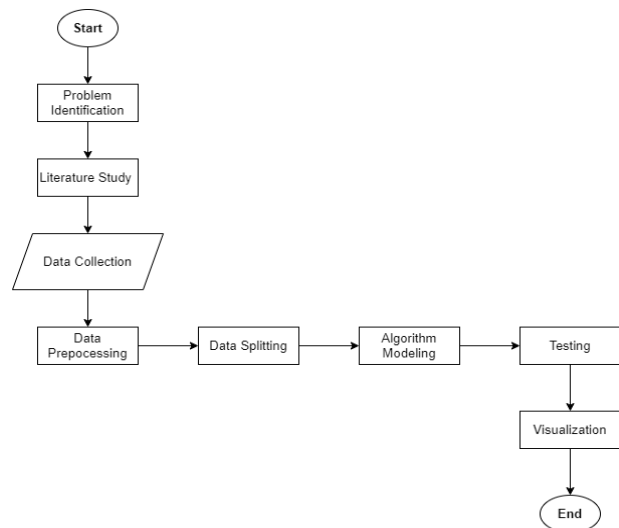 Start
Problem
Identification
Literature Study
Data Collection
Data
Prepocessing
Data Splitting
Algorithm
Modeling
Testing
Visualization
End